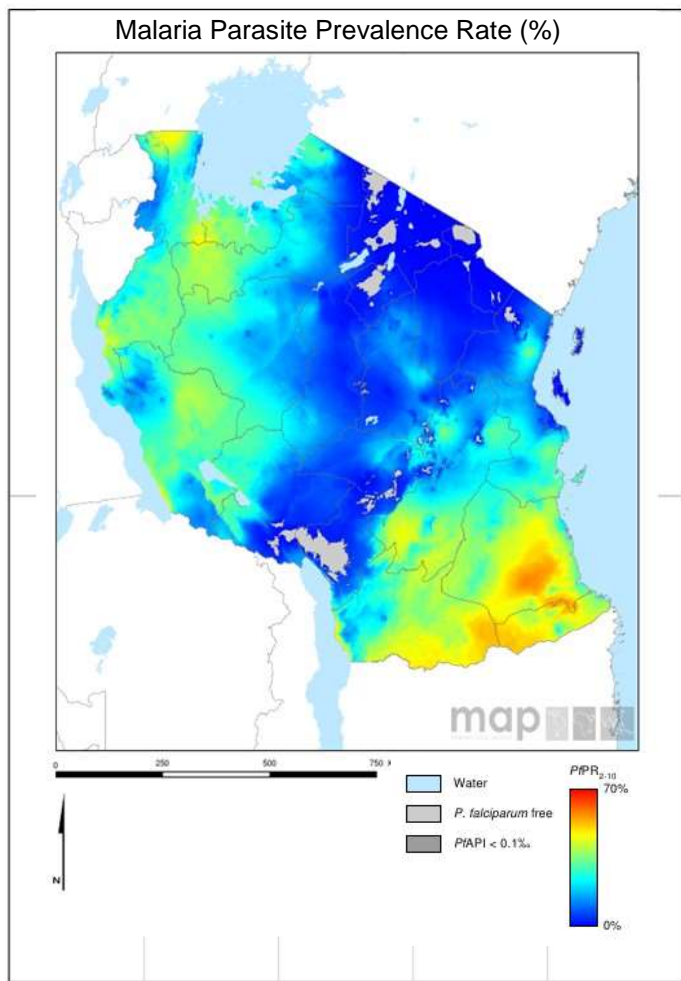 Malaria Parasite Prevalence Rate (%)
map
0 250 500 750
Water
P. falciparum free
PfAPI < 0.1‰
PfPR2-10
70%
0%
N